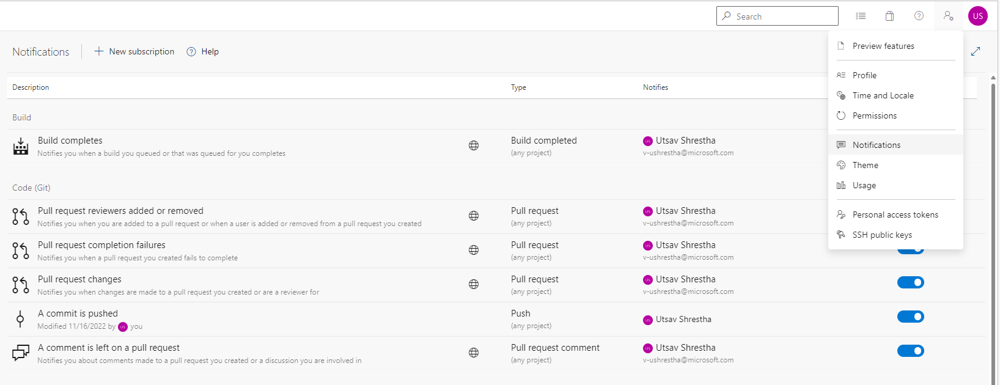 Search
US
Notifications
New subscription
Help
Description
Type
Notifies
Build
Build completes
Notifies you when a build you queued or that was queued for you completes
Build completed
(any project)
US Utsav Shrestha
v-ushrestha@microsoft.com
Code (Git)
Pull request reviewers added or removed
Notifies you when you are added to a pull request or when a user is added or removed from a pull request you created
Pull request
(any project)
US Utsav Shrestha
v-ushrestha@microsoft.com
Pull request completion failures
Notifies you when a pull request you created fails to complete
Pull request
(any project)
US Utsav Shrestha
v-ushrestha@microsoft.com
Pull request changes
Notifies you when changes are made to a pull request you created or are a reviewer for
Pull request
(any project)
US Utsav Shrestha
v-ushrestha@microsoft.com
A commit is pushed
Modified 11/16/2022 by US you
Push
(any project)
US Utsav Shrestha
A comment is left on a pull request
Notifies you about comments made to a pull request you created or a discussion you are involved in
Pull request comment
(any project)
US Utsav Shrestha
v-ushrestha@microsoft.com
Preview features
Profile
Time and Locale
Permissions
Notifications
Theme
Usage
Personal access tokens
SSH public keys